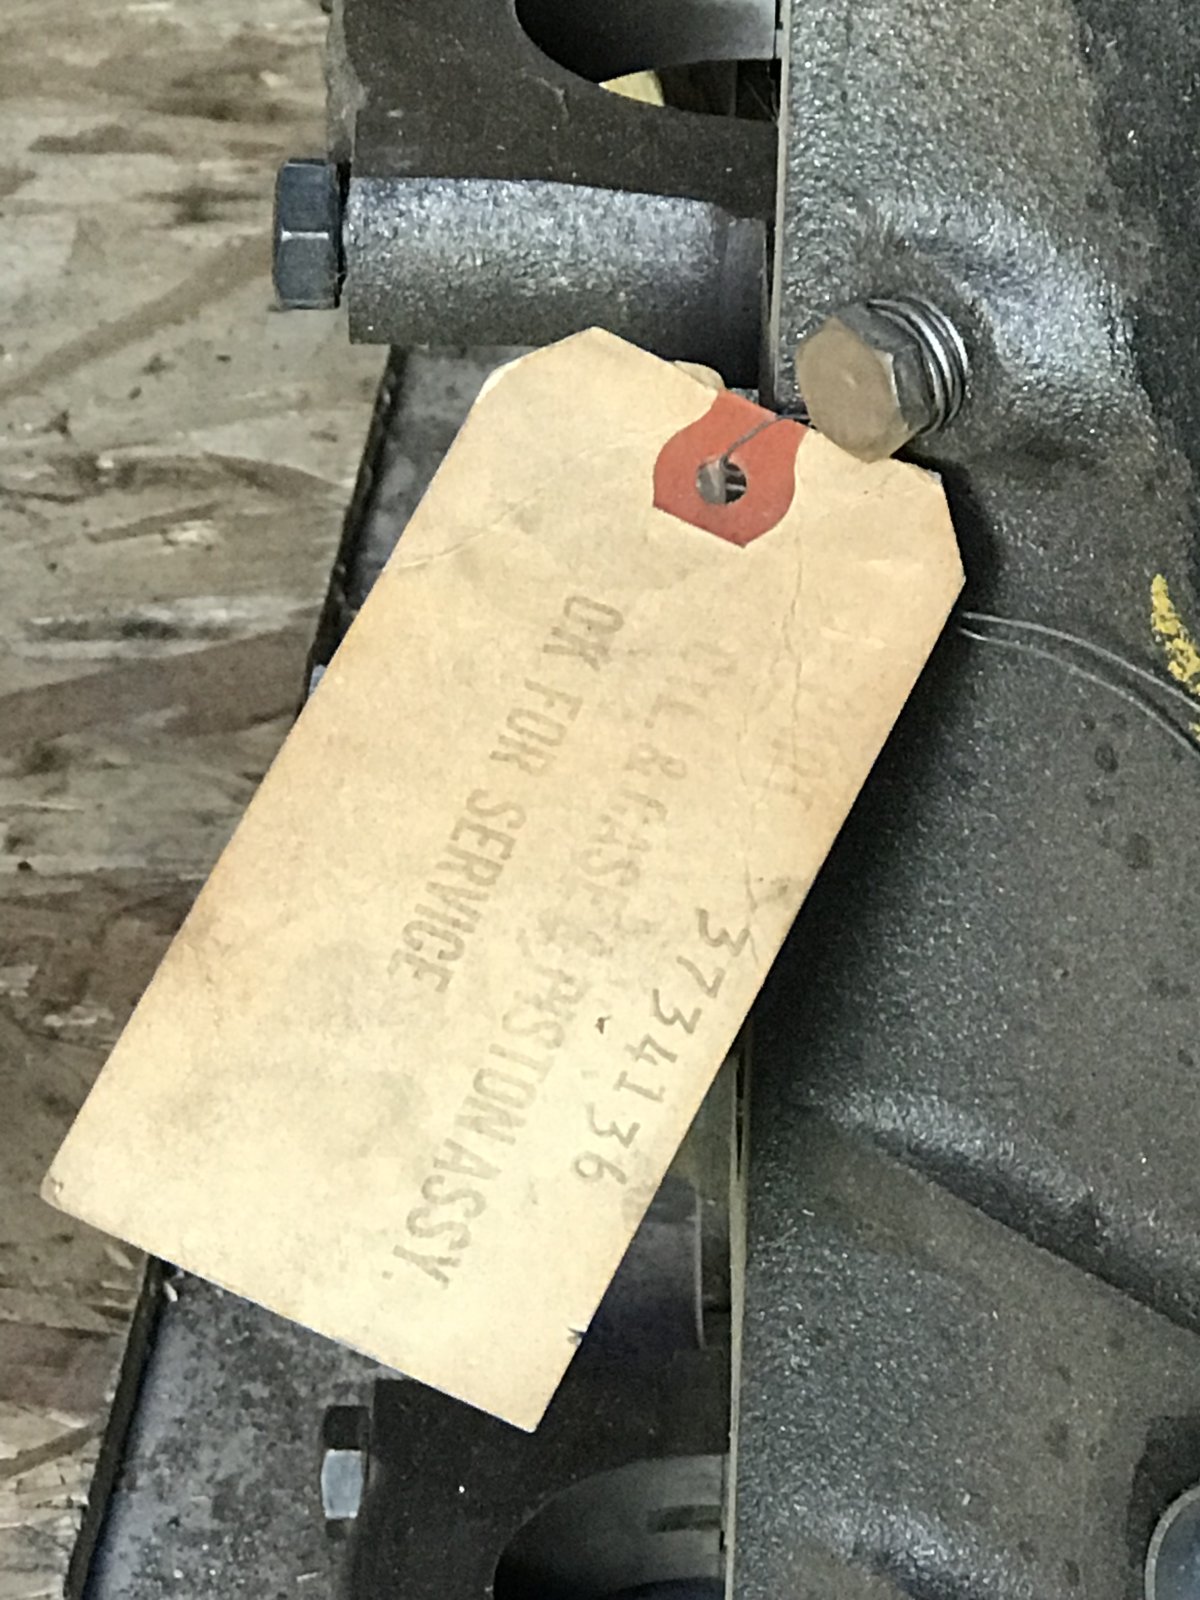 3734136
CYL. & CASE & PISTON ASSY.
OK FOR SERVICE